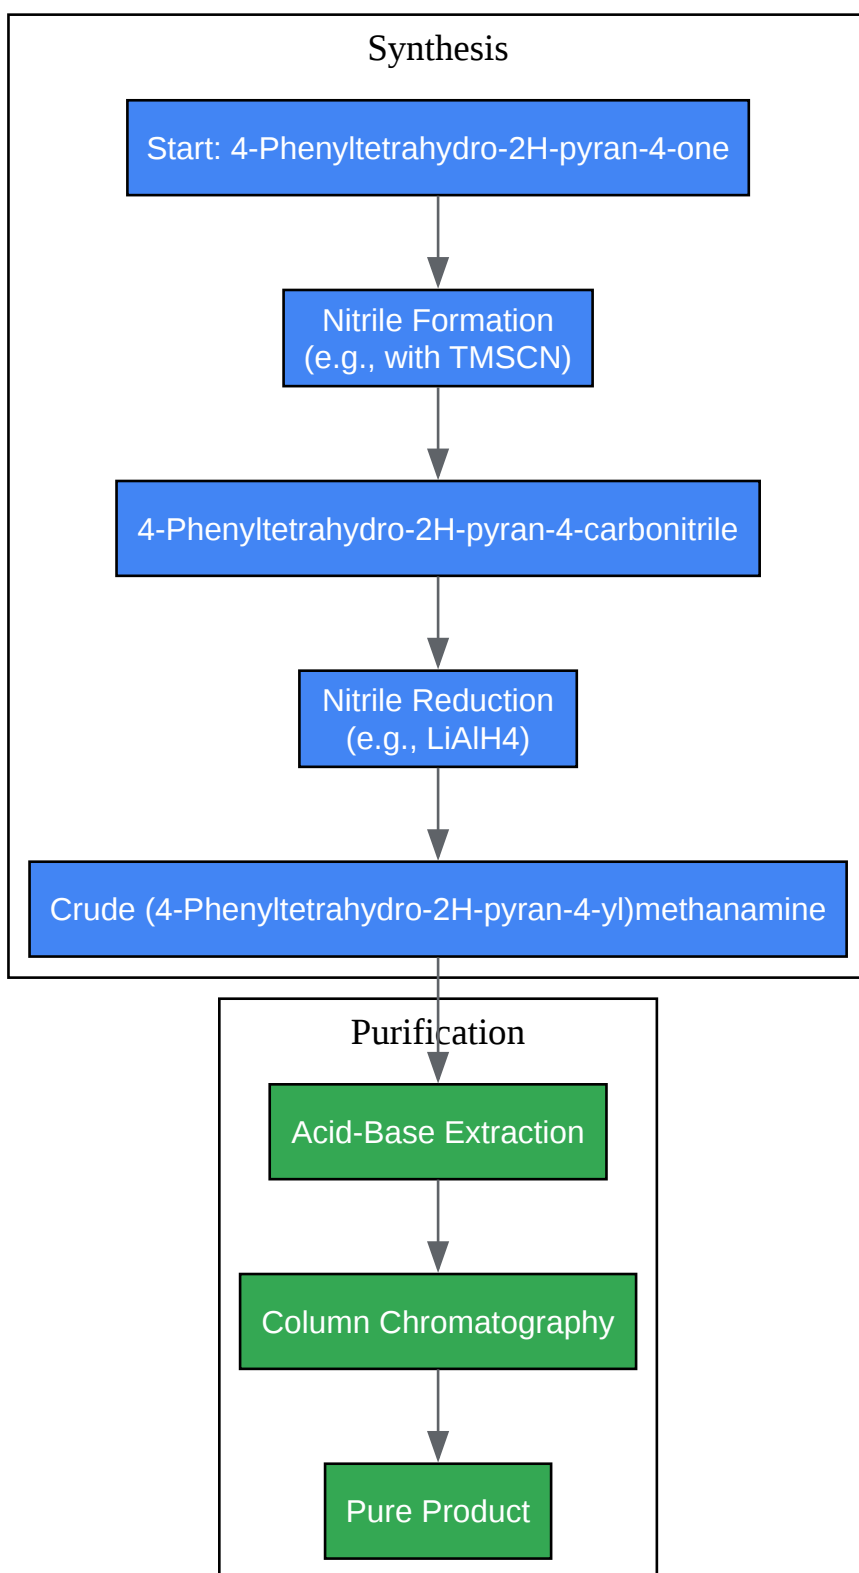 Synthesis
Start: 4-Phenyltetrahydro-2H-pyran-4-one
Nitrile Formation
(e.g., with TMSCN)
4-Phenyltetrahydro-2H-pyran-4-carbonitrile
Nitrile Reduction
(e.g., LiAlH4)
Crude (4-Phenyltetrahydro-2H-pyran-4-yl)methanamine
Purification
Acid-Base Extraction
Column Chromatography
Pure Product